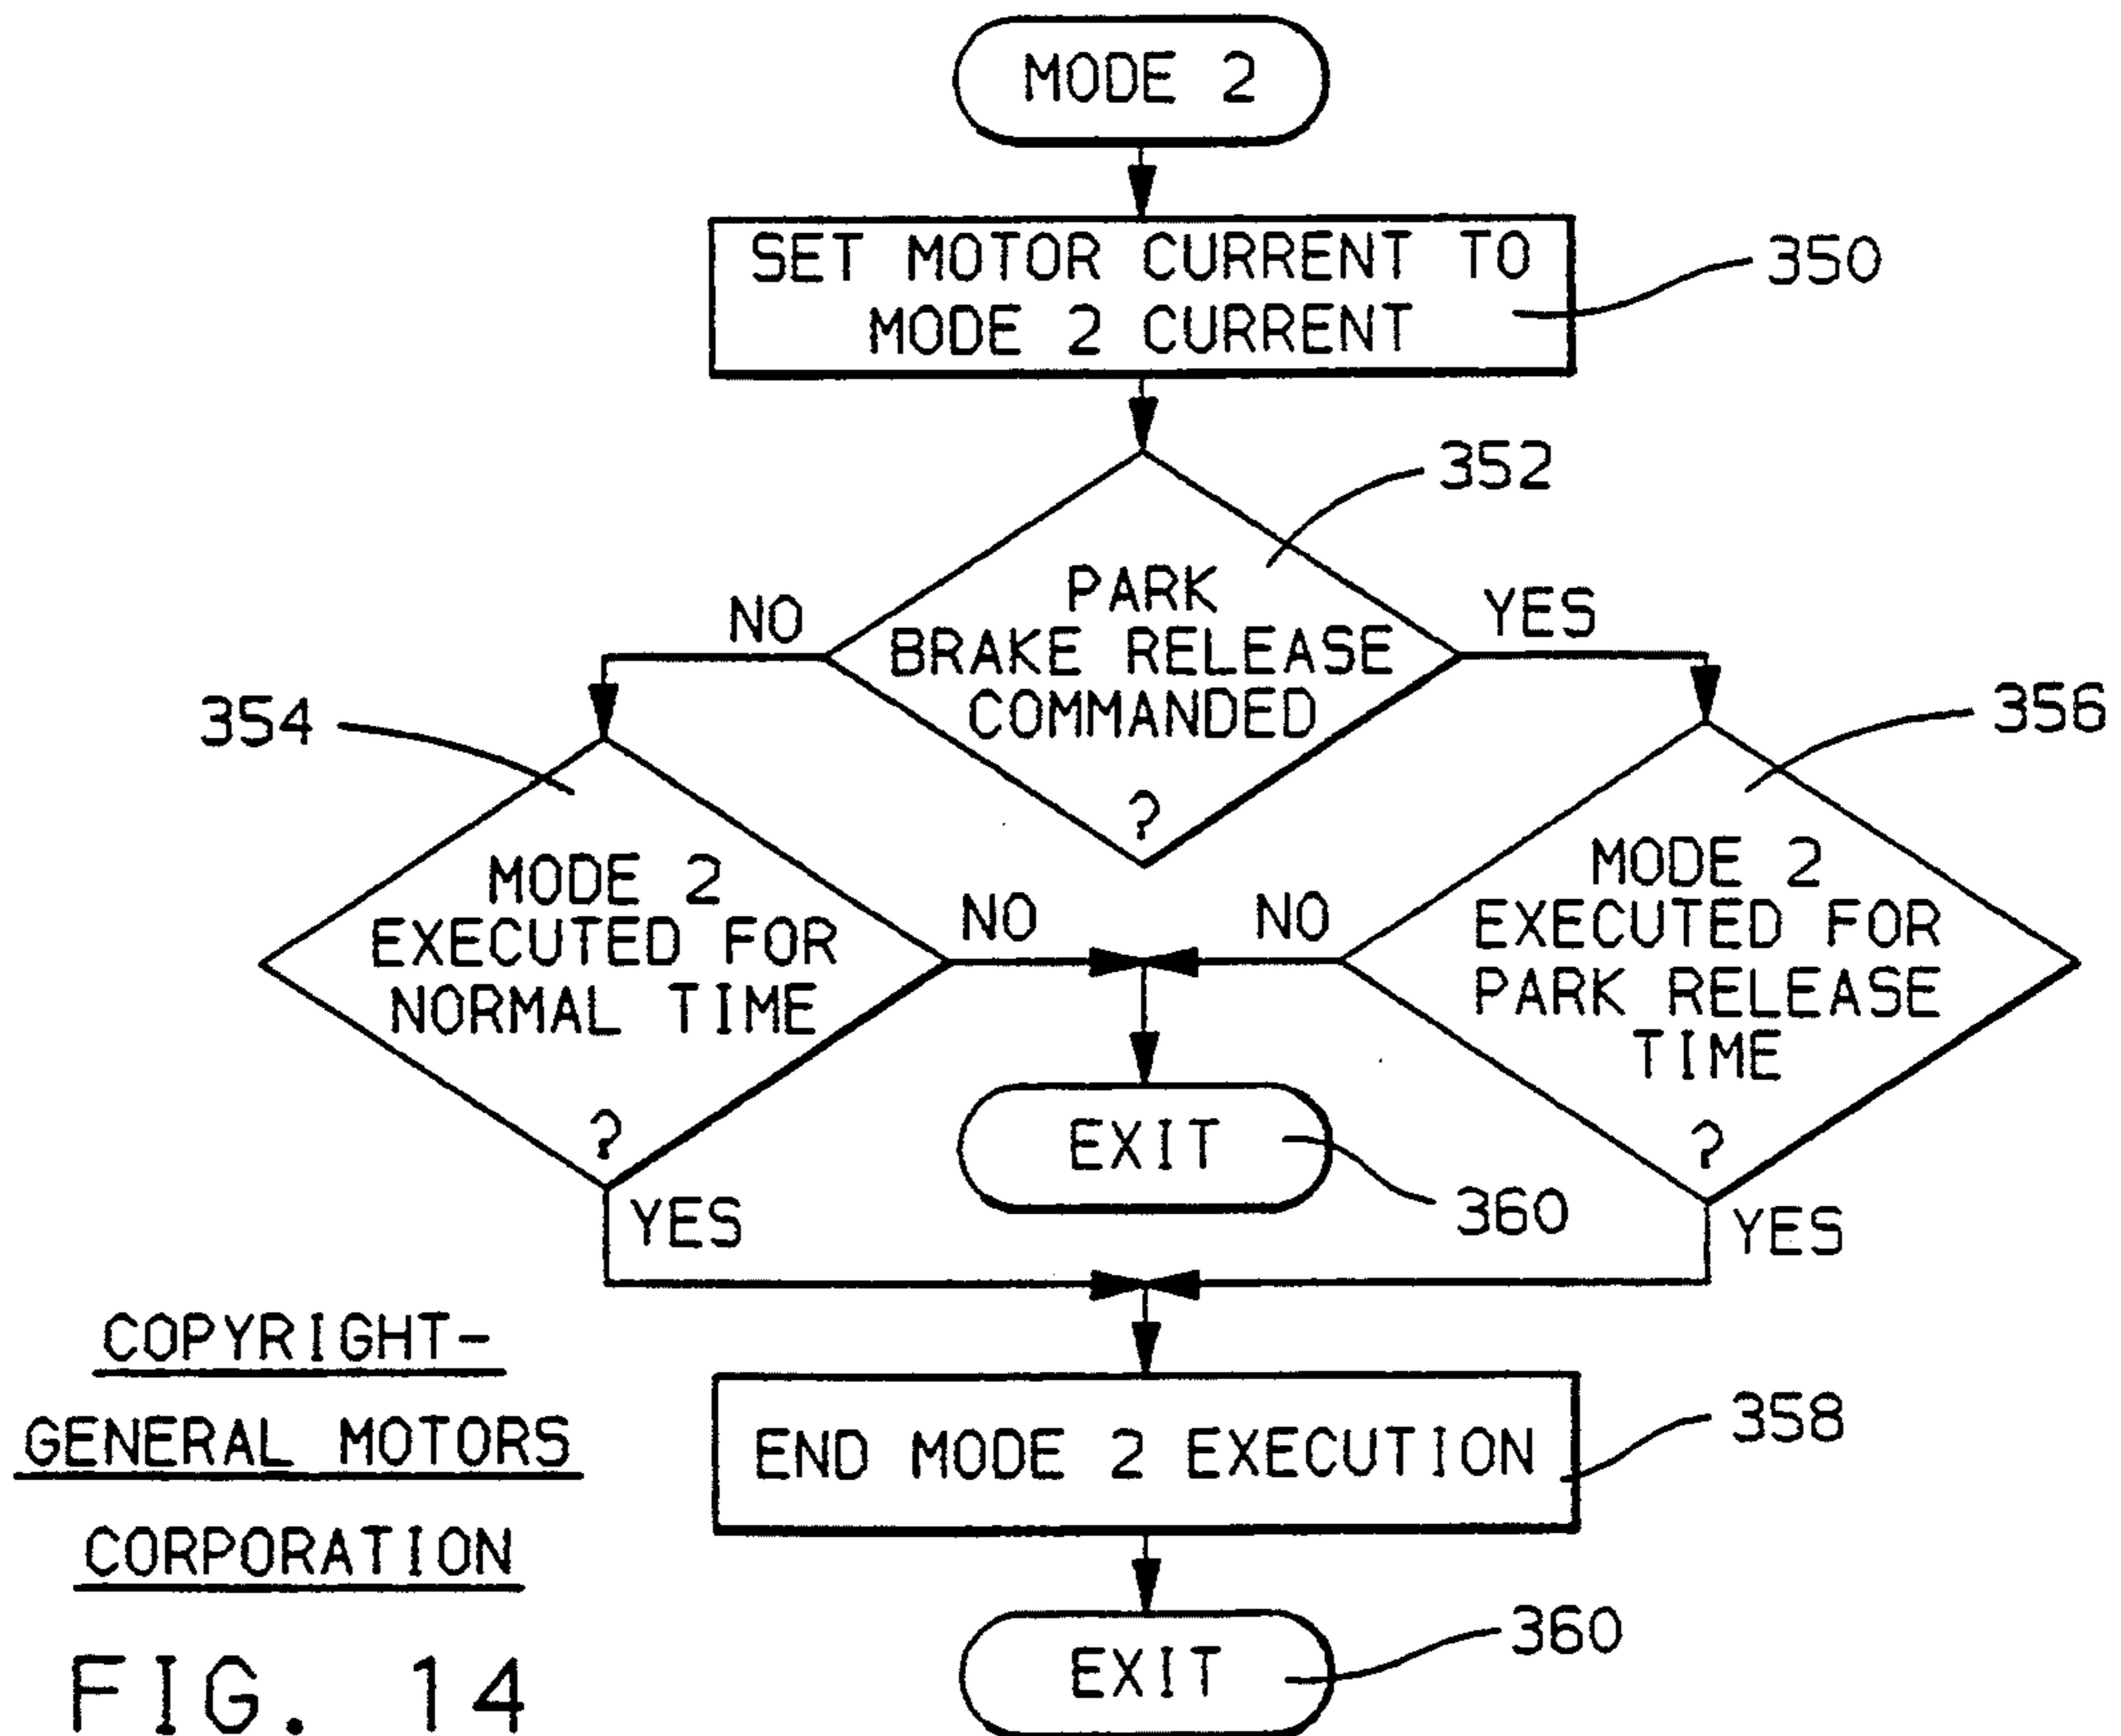 MODE 2
SET MOTOR CURRENT TO
MODE 2 CURRENT
350
352
PARK
BRAKE RELEASE
COMMANDED
?
NO
YES
354
356
MODE 2
EXECUTED FOR
NORMAL TIME
?
NO
NO
MODE 2
EXECUTED FOR
PARK RELEASE
TIME
?
EXIT
360
YES
YES
COPYRIGHT-
GENERAL MOTORS
CORPORATION
END MODE 2 EXECUTION
358
EXIT
360
FIG. 14